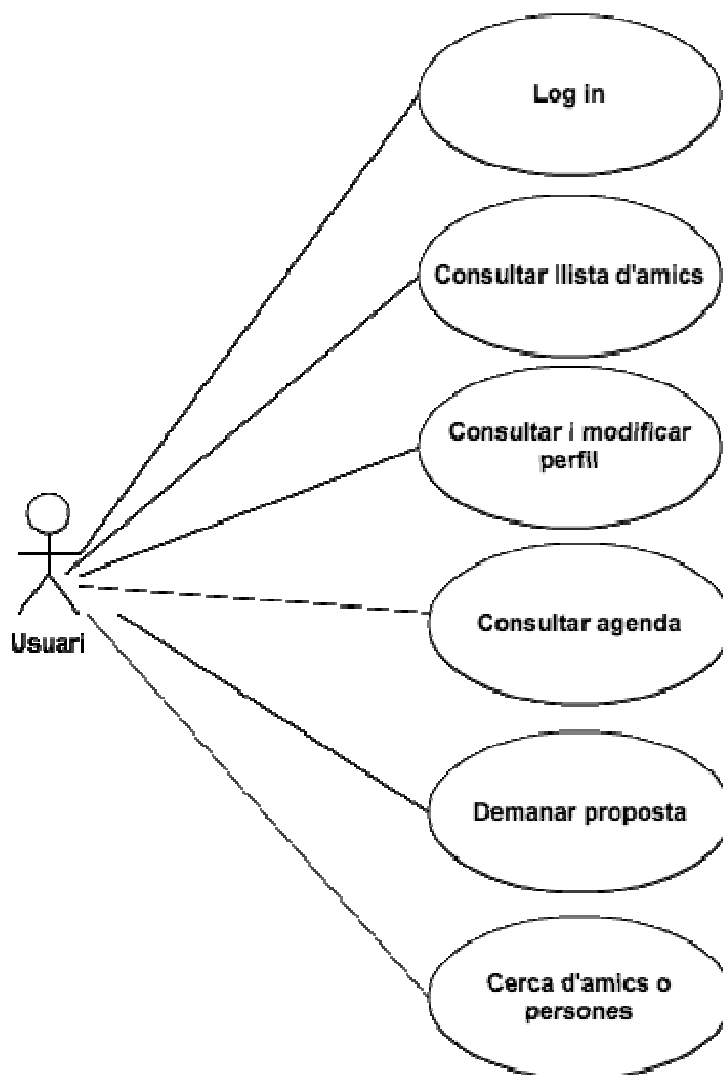 Log in
Consultar llista d'amics
Consultar i modificar
perfil
Usuari
Consultar agenda
Demanar proposta
Cerca d'amics o
persones